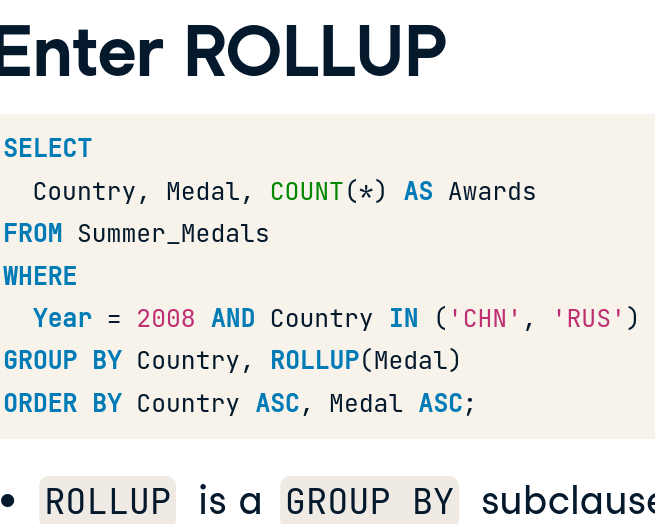 Enter ROLLUP
SELECT
Country, Medal, COUNT(*) AS Awards
FROM Summer_Medals
WHERE
Year = 2008 AND Country IN ('CHN', 'RUS')
GROUP BY Country, ROLLUP(Medal)
ORDER BY Country ASC, Medal ASC;
• ROLLUP is a GROUP BY subclause